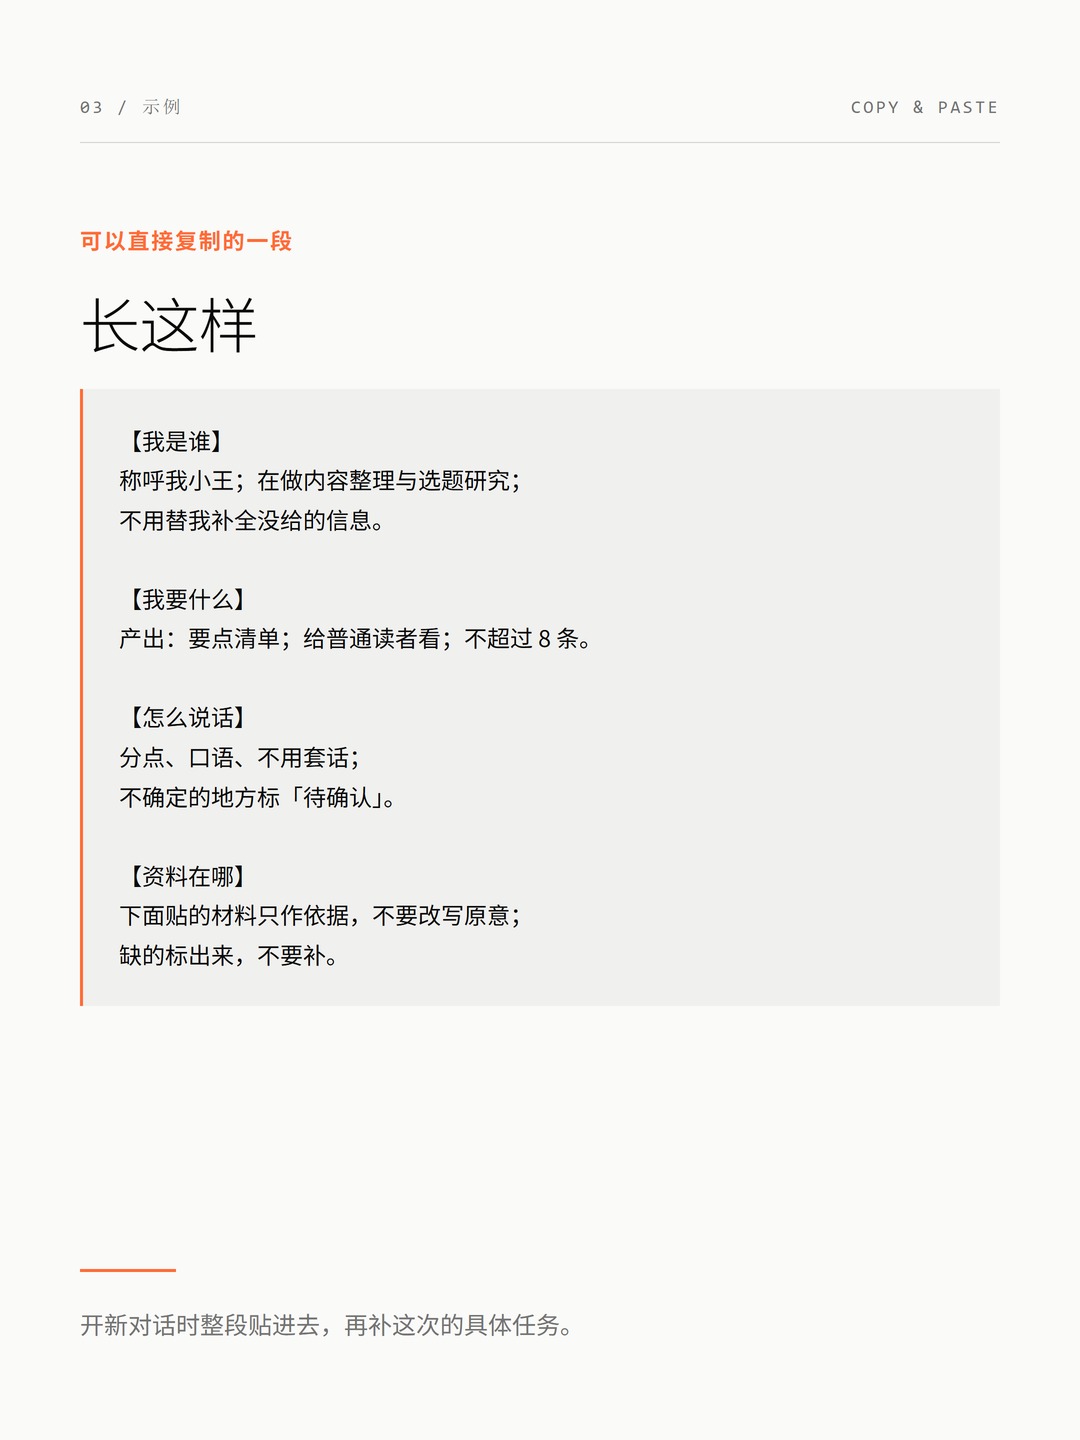 03 / 示例
COPY & PASTE
可以直接复制的一段
长这样
【我是谁】
称呼我小王；在做内容整理与选题研究；
不用替我补全没给的信息。
【我要什么】
产出：要点清单；给普通读者看；不超过 8 条。
【怎么说话】
分点、口语、不用套话；
不确定的地方标「待确认」。
【资料在哪】
下面贴的材料只作依据，不要改写原意；
缺的标出来，不要补。
开新对话时整段贴进去，再补这次的具体任务。